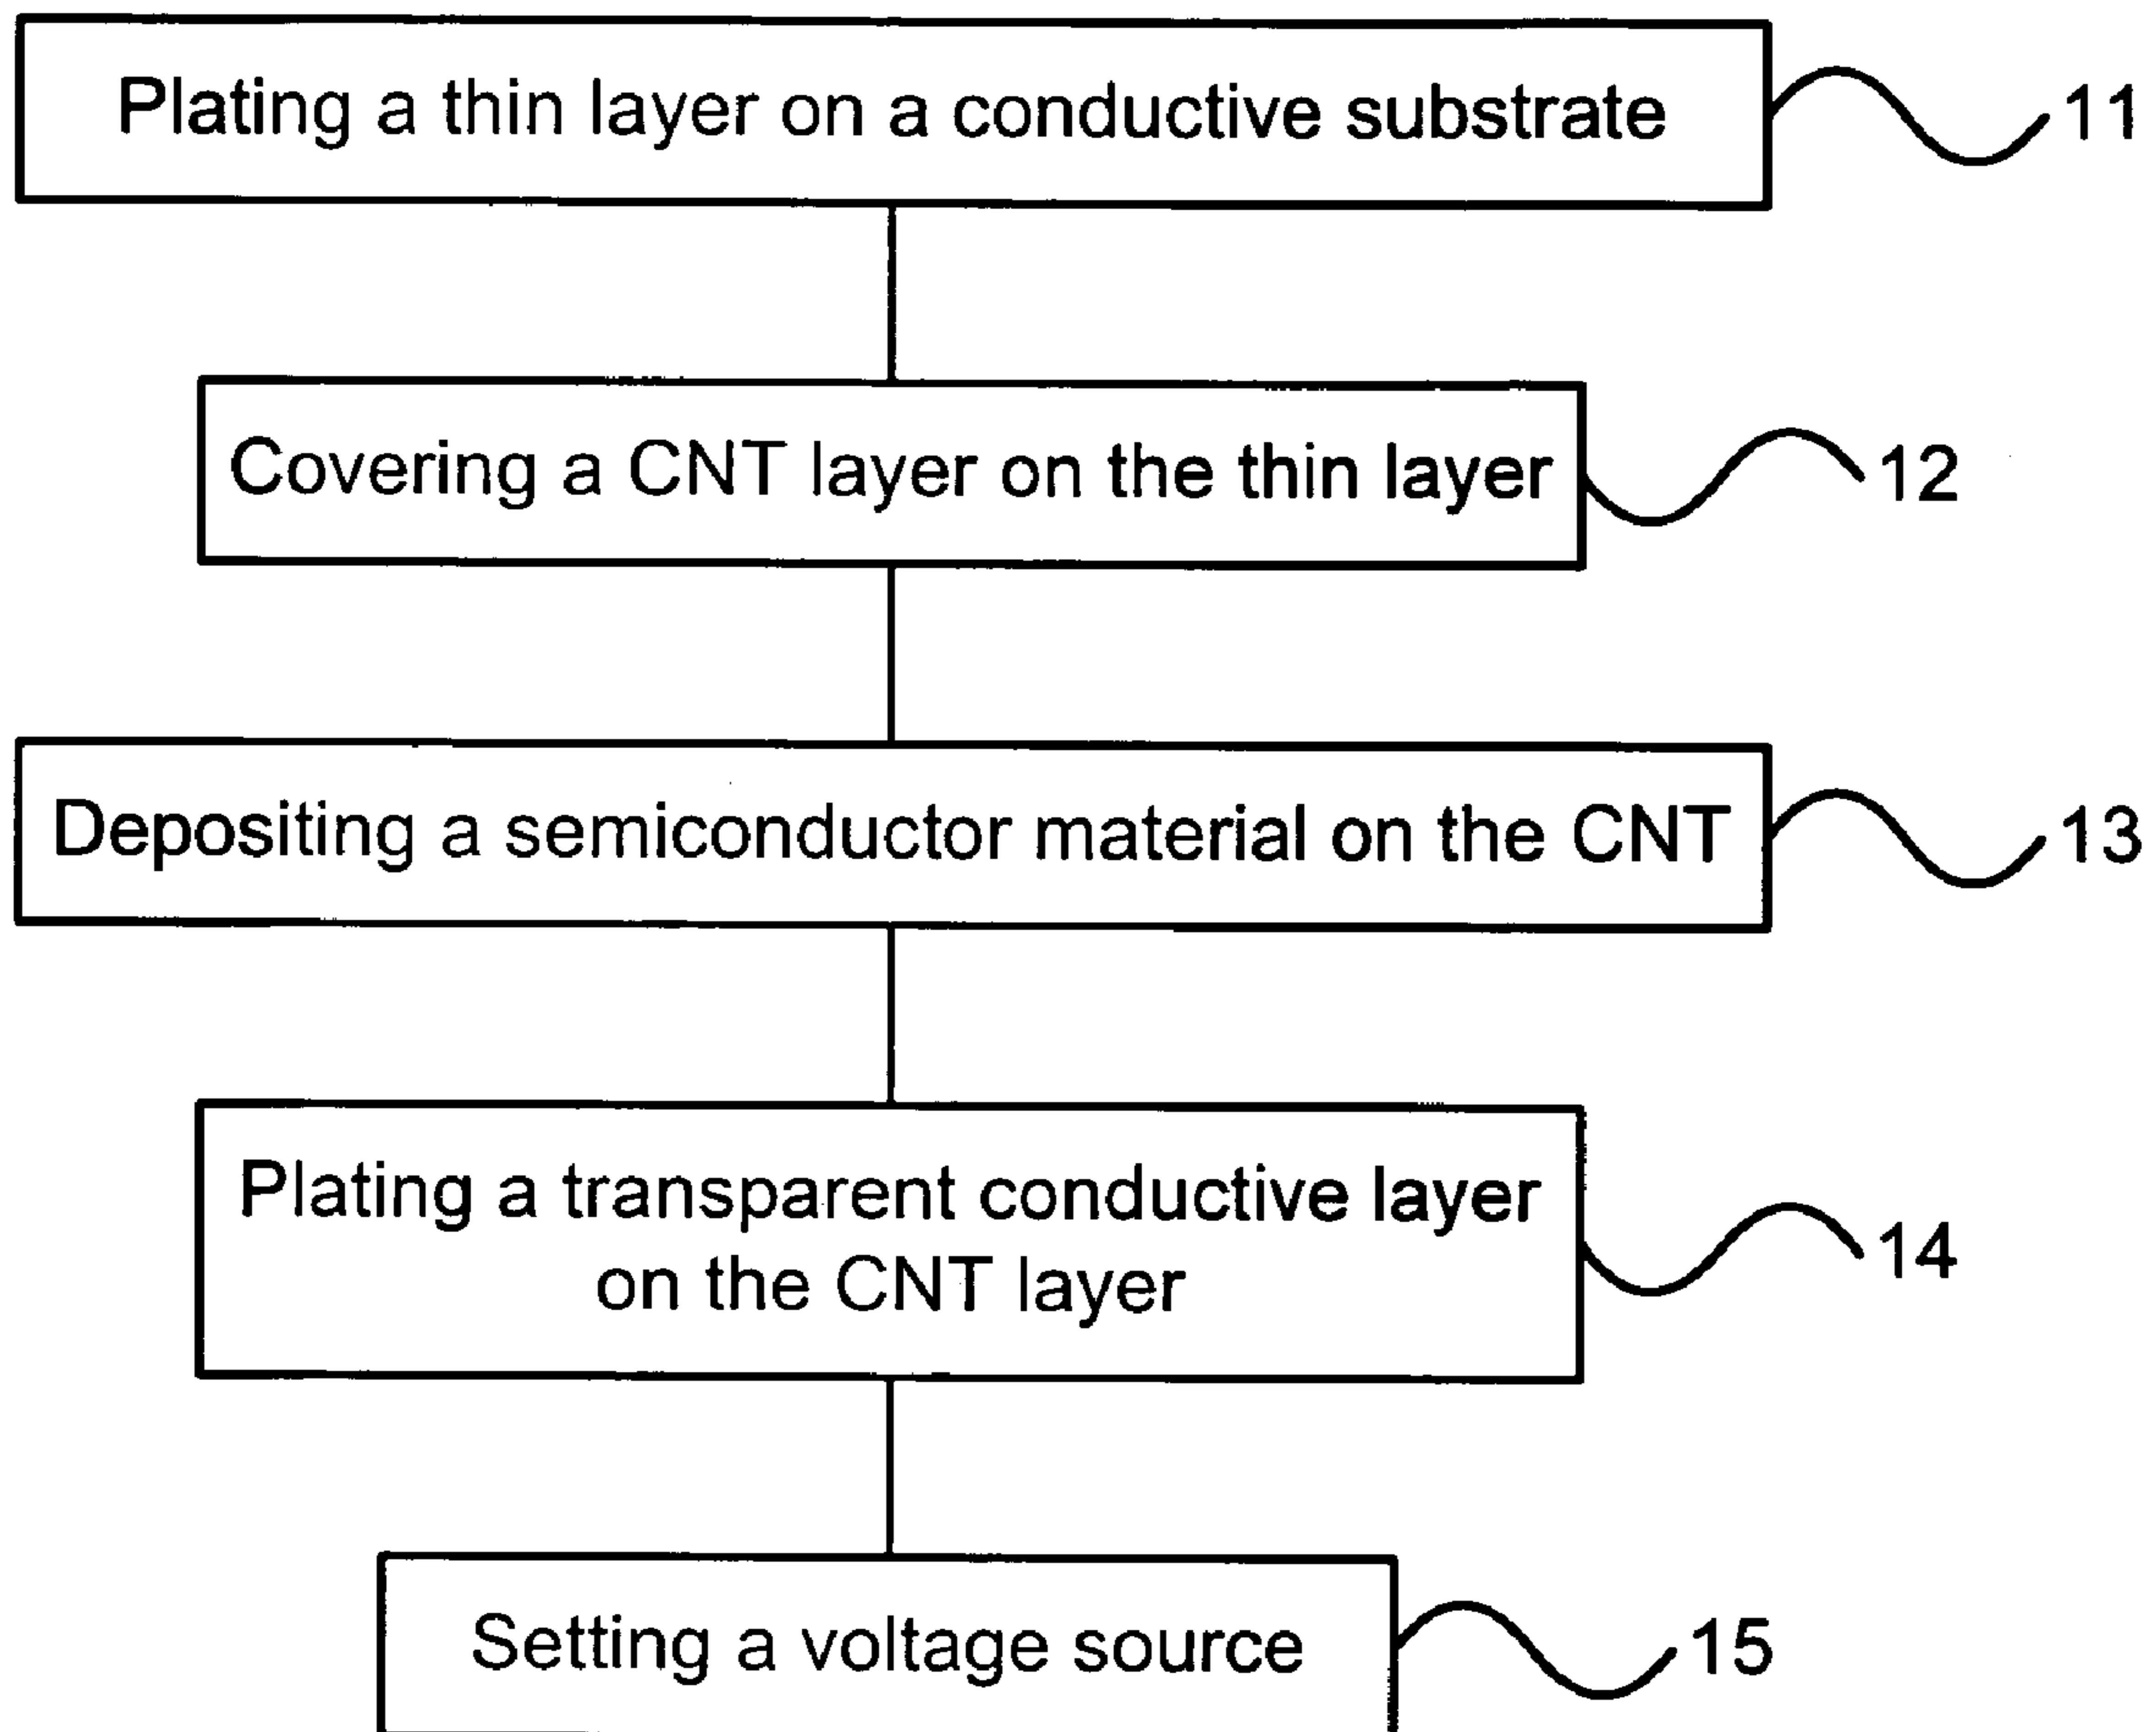 Plating a thin layer on a conductive substrate
11
Covering a CNT layer on the thin layer
12
Depositing a semiconductor material on the CNT
13
Plating a transparent conductive layer
on the CNT layer
14
Setting a voltage source
15